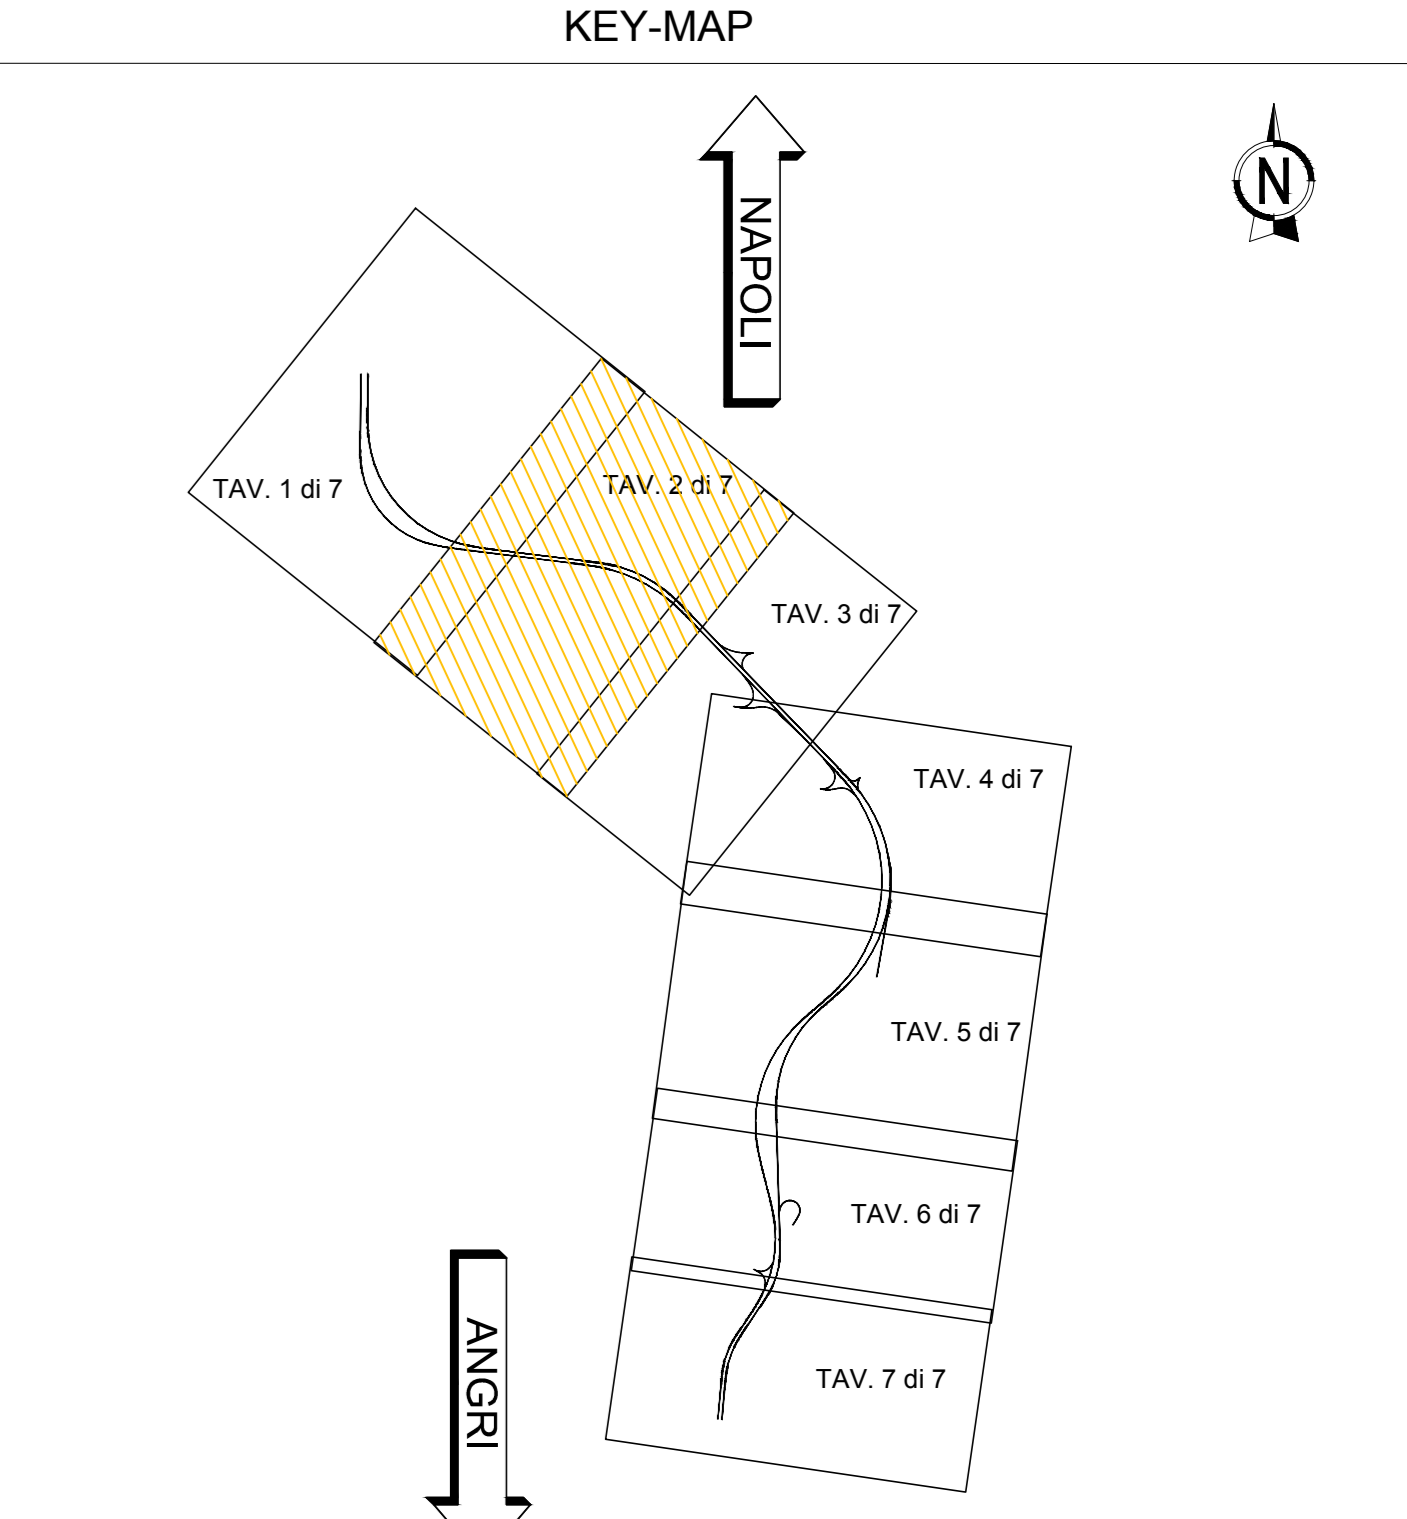 KEY-MAP
N
NAPOLI
TAV. 1 di 7
TAV. 2 di 7
TAV. 3 di 7
TAV. 4 di 7
TAV. 5 di 7
TAV. 6 di 7
TAV. 7 di 7
ANGRI